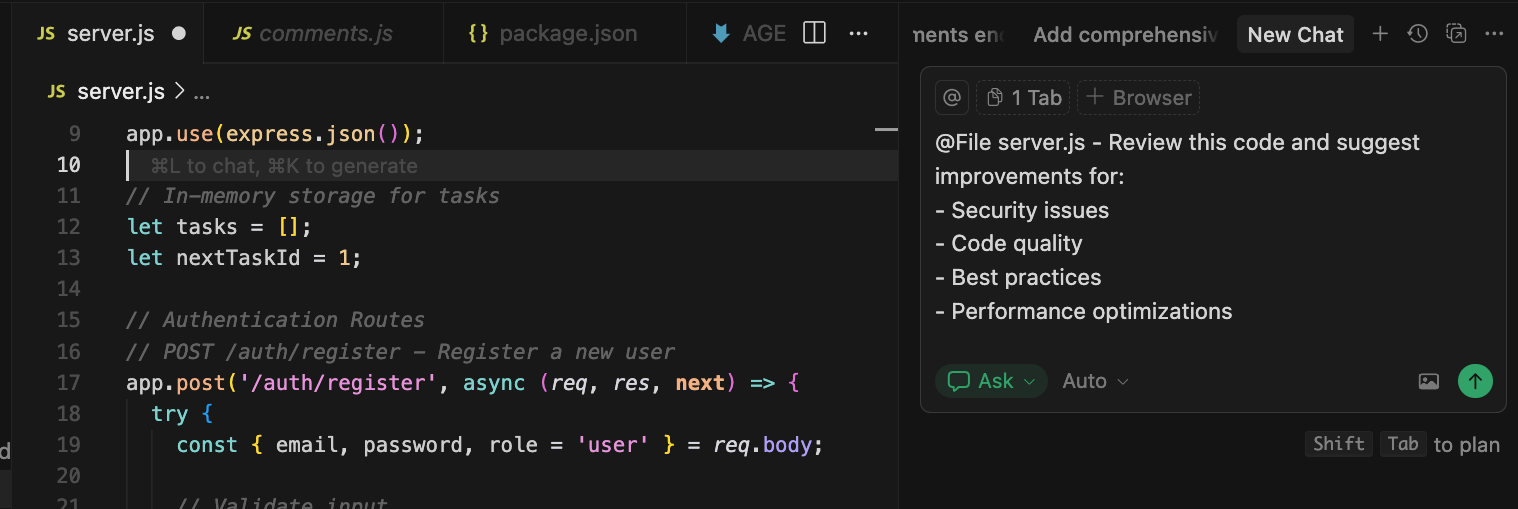 JS server.js
JS comments.js
{} package.json
AGE
...
ments en
Add comprehensiv
New Chat
JS server.js > ...
9 app.use(express.json());
10 ⌘L to chat, ⌘K to generate
11 // In-memory storage for tasks
12 let tasks = [];
13 let nextTaskId = 1;
14
15 // Authentication Routes
16 // POST /auth/register – Register a new user
17 app.post('/auth/register', async (req, res, next) => {
18 try {
19 const { email, password, role = 'user' } = req.body;
20
21 // Validate input
d
@ 1 Tab + Browser
@File server.js - Review this code and suggest
improvements for:
- Security issues
- Code quality
- Best practices
- Performance optimizations
Ask Auto
Shift Tab to plan